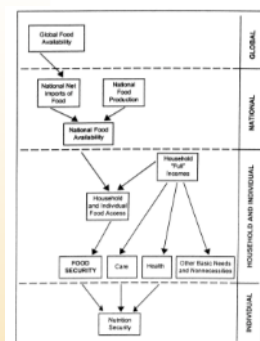 Global Food
Availability
GLOBAL
National Net
Imports of
Food
National
Food
Production
NATIONAL
National Food
Availability
Household
"Full"
Incomes
Household
and Individual
Food Access
HOUSEHOLD AND INDIVIDUAL
FOOD
SECURITY
Care
Health
Other Basic Needs
and Nonnecessities
Nutrition
Security
INDIVIDUAL